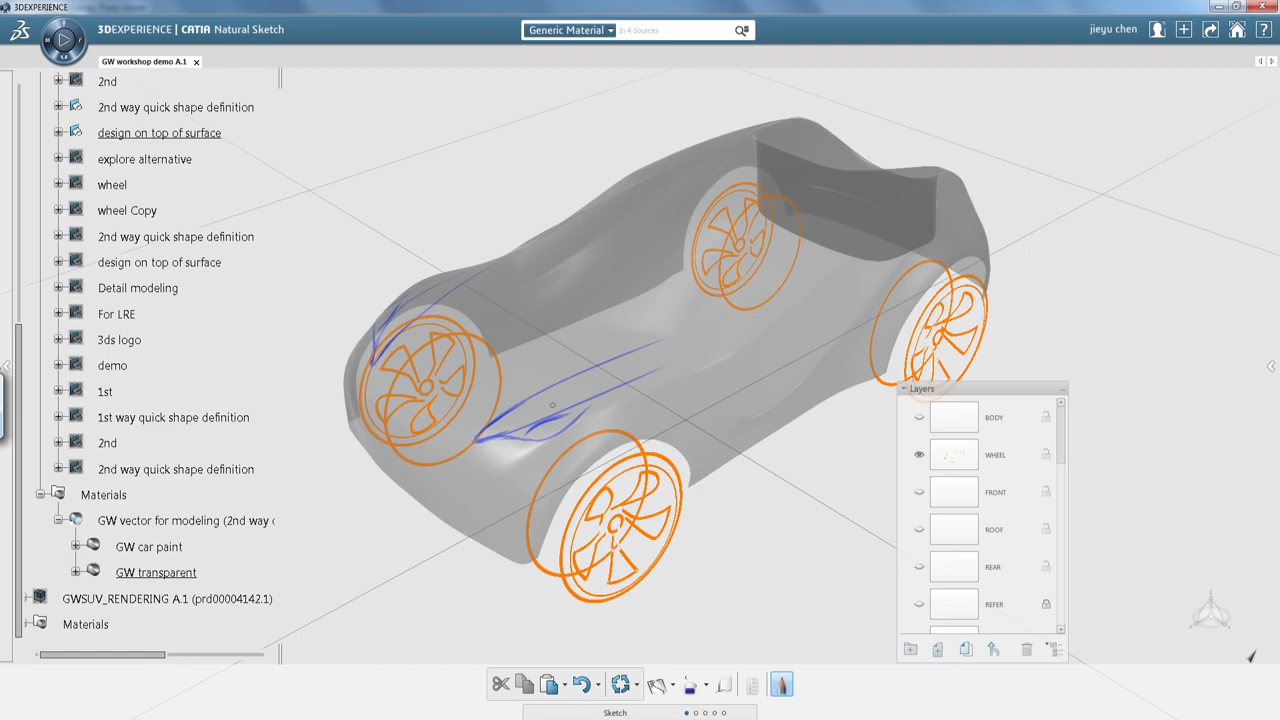 3DEXPERIENCE
3DEXPERIENCE | CATIA Natural Sketch
Generic Material
In 4 Sources
jieyu chen
GW workshop demo A.1
2nd
2nd way quick shape definition
design on top of surface
explore alternative
wheel
wheel Copy
2nd way quick shape definition
design on top of surface
Detail modeling
For LRE
3ds logo
demo
1st
1st way quick shape definition
2nd
2nd way quick shape definition
Materials
GW vector for modeling (2nd way
GW car paint
GW transparent
GWSUV_RENDERING A.1 (prd00004142.1)
Materials
Layers
BODY
WHEEL
FRONT
ROOF
REAR
REFER
Sketch